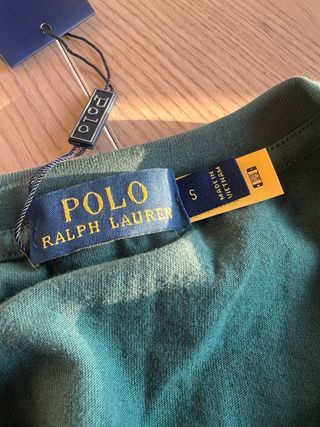 POLO
POLO
RALPH LAUREN
S
MADE IN
VIETNAM